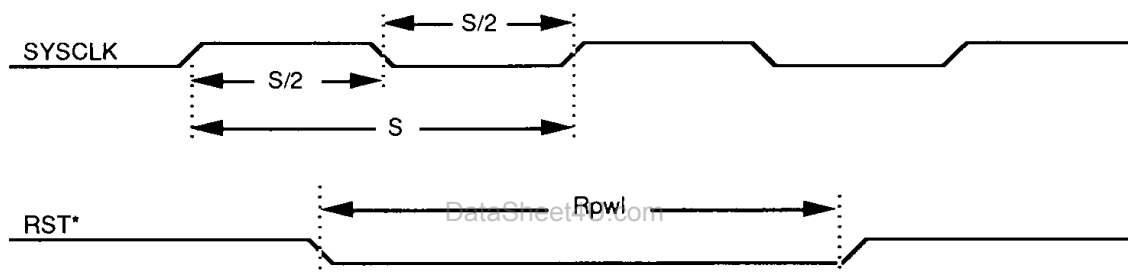 S/2
SYSCLK
S/2
S
Rpwl
DataSheet4U.com
RST*